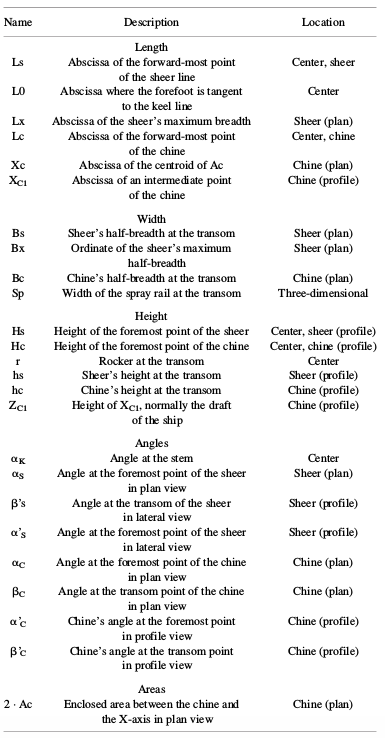 Name Description Location
Length
Ls Abscissa of the forward-most point Center, sheer
of the sheer line
L0 Abscissa where the forefoot is tangent Center
to the keel line
Lx Abscissa of the sheer's maximum breadth Sheer (plan)
Lc Abscissa of the forward-most point Center, chine
of the chine
Xc Abscissa of the centroid of Ac Chine (plan)
X_C1 Abscissa of an intermediate point Chine (profile)
of the chine
Width
Bs Sheer's half-breadth at the transom Sheer (plan)
Bx Ordinate of the sheer's maximum Sheer (plan)
half-breadth
Bc Chine's half-breadth at the transom Chine (plan)
Sp Width of the spray rail at the transom Three-dimensional
Height
Hs Height of the foremost point of the sheer Center, sheer (profile)
Hc Height of the foremost point of the chine Center, chine (profile)
r Rocker at the transom Center
hs Sheer's height at the transom Sheer (profile)
hc Chine's height at the transom Chine (profile)
Z_C1 Height of X_C1, normally the draft Chine (profile)
of the ship
Angles
α_K Angle at the stem Center
α_S Angle at the foremost point of the sheer Sheer (plan)
in plan view
β's Angle at the transom of the sheer Sheer (profile)
in lateral view
α'_S Angle at the foremost point of the sheer Sheer (profile)
in lateral view
α_C Angle at the foremost point of the chine Chine (plan)
in plan view
β_C Angle at the transom point of the chine Chine (plan)
in plan view
α'_C Chine's angle at the foremost point Chine (profile)
in profile view
β'_C Chine's angle at the transom point Chine (profile)
in profile view
Areas
2 · Ac Enclosed area between the chine and Chine (plan)
the X-axis in plan view